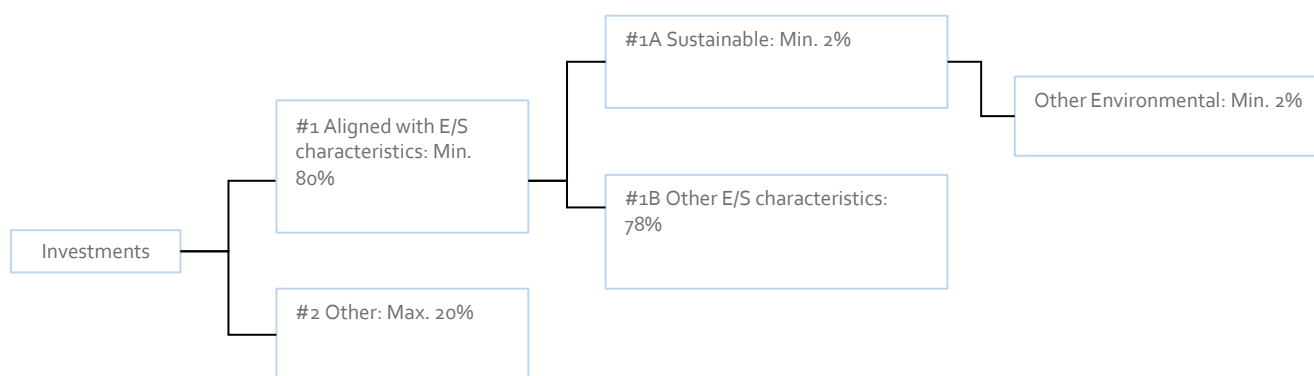 #1A Sustainable: Min. 2%
Other Environmental: Min. 2%
#1 Aligned with E/S
characteristics: Min.
80%
#1B Other E/S characteristics:
78%
Investments
#2 Other: Max. 20%